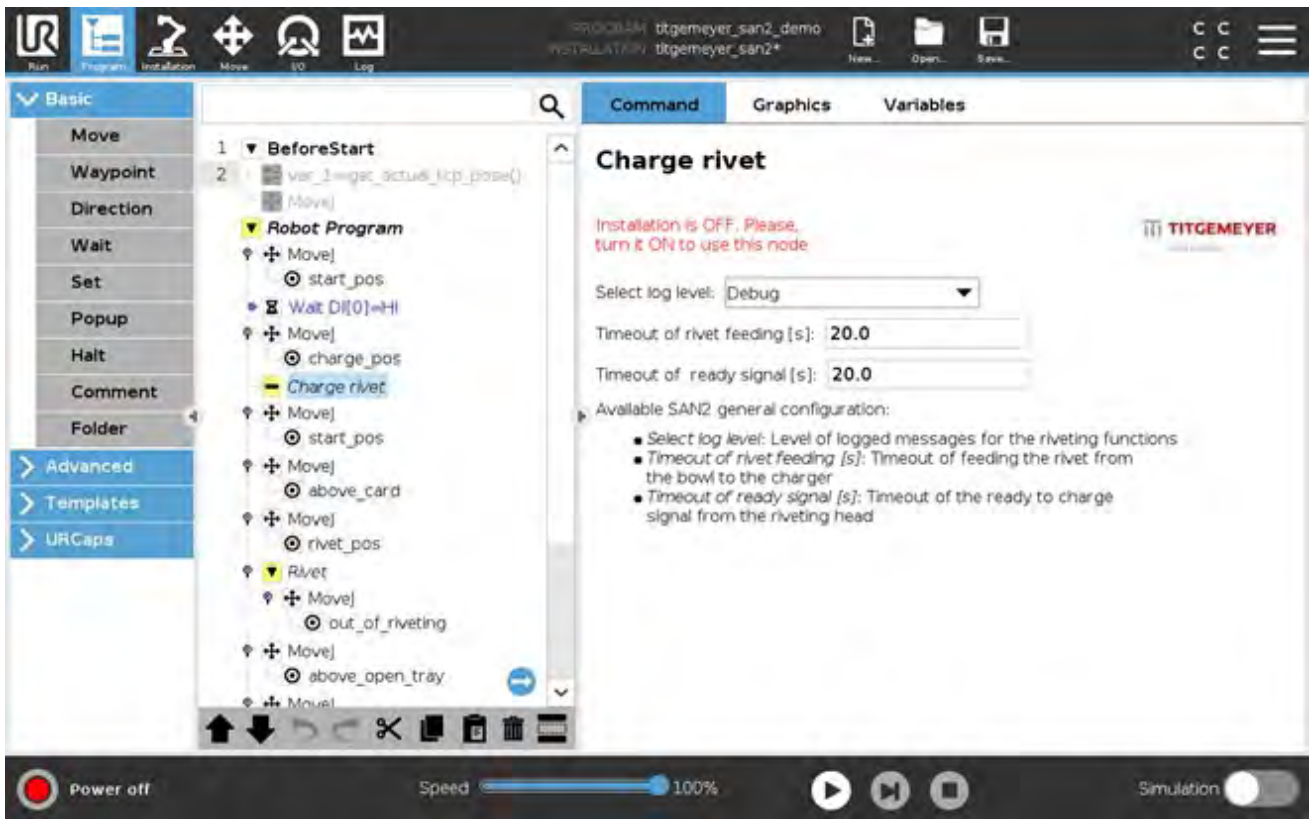 PROGRAM titgemeyer_san2_demo
INSTALLATION titgemeyer_san2*
Run
Program
Installation
Move
I/O
Log
New...
Open...
Save...
C C
C C
Basic
Move
Waypoint
Direction
Wait
Set
Popup
Halt
Comment
Folder
Advanced
Templates
URCaps
1 BeforeStart
2 var_1=get_actual_tcp_pose()
MoveJ
Robot Program
MoveJ
start_pos
Wait DI[0]=HI
MoveJ
charge_pos
Charge rivet
MoveJ
start_pos
MoveJ
above_card
MoveJ
rivet_pos
Rivet
MoveJ
out_of_riveting
MoveJ
above_open_tray
MoveJ
Command Graphics Variables
Charge rivet
Installation is OFF. Please,
turn it ON to use this node
TITGEMEYER
Select log level: Debug
Timeout of rivet feeding [s]: 20.0
Timeout of ready signal [s]: 20.0
Available SAN2 general configuration:
Select log level: Level of logged messages for the riveting functions
Timeout of rivet feeding [s]: Timeout of feeding the rivet from
the bowl to the charger
Timeout of ready signal [s]: Timeout of the ready to charge
signal from the riveting head
Power off
Speed 100%
Simulation